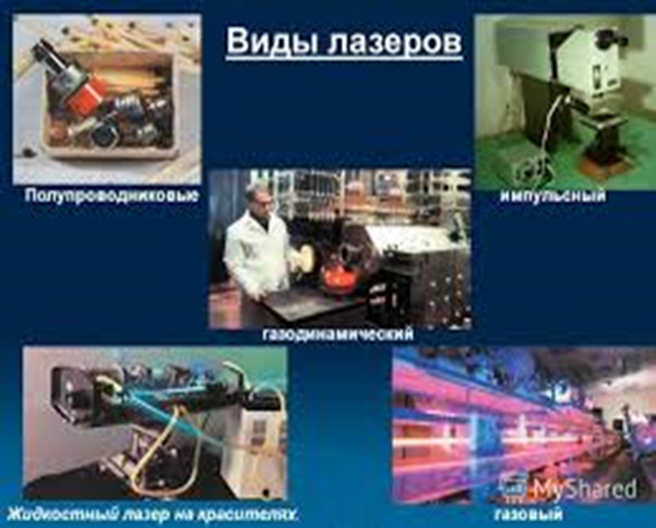 Виды лазеров
Полупроводниковые
импульсный
газодинамический
Жидкостный лазер на красителях.
газовый
MyShared